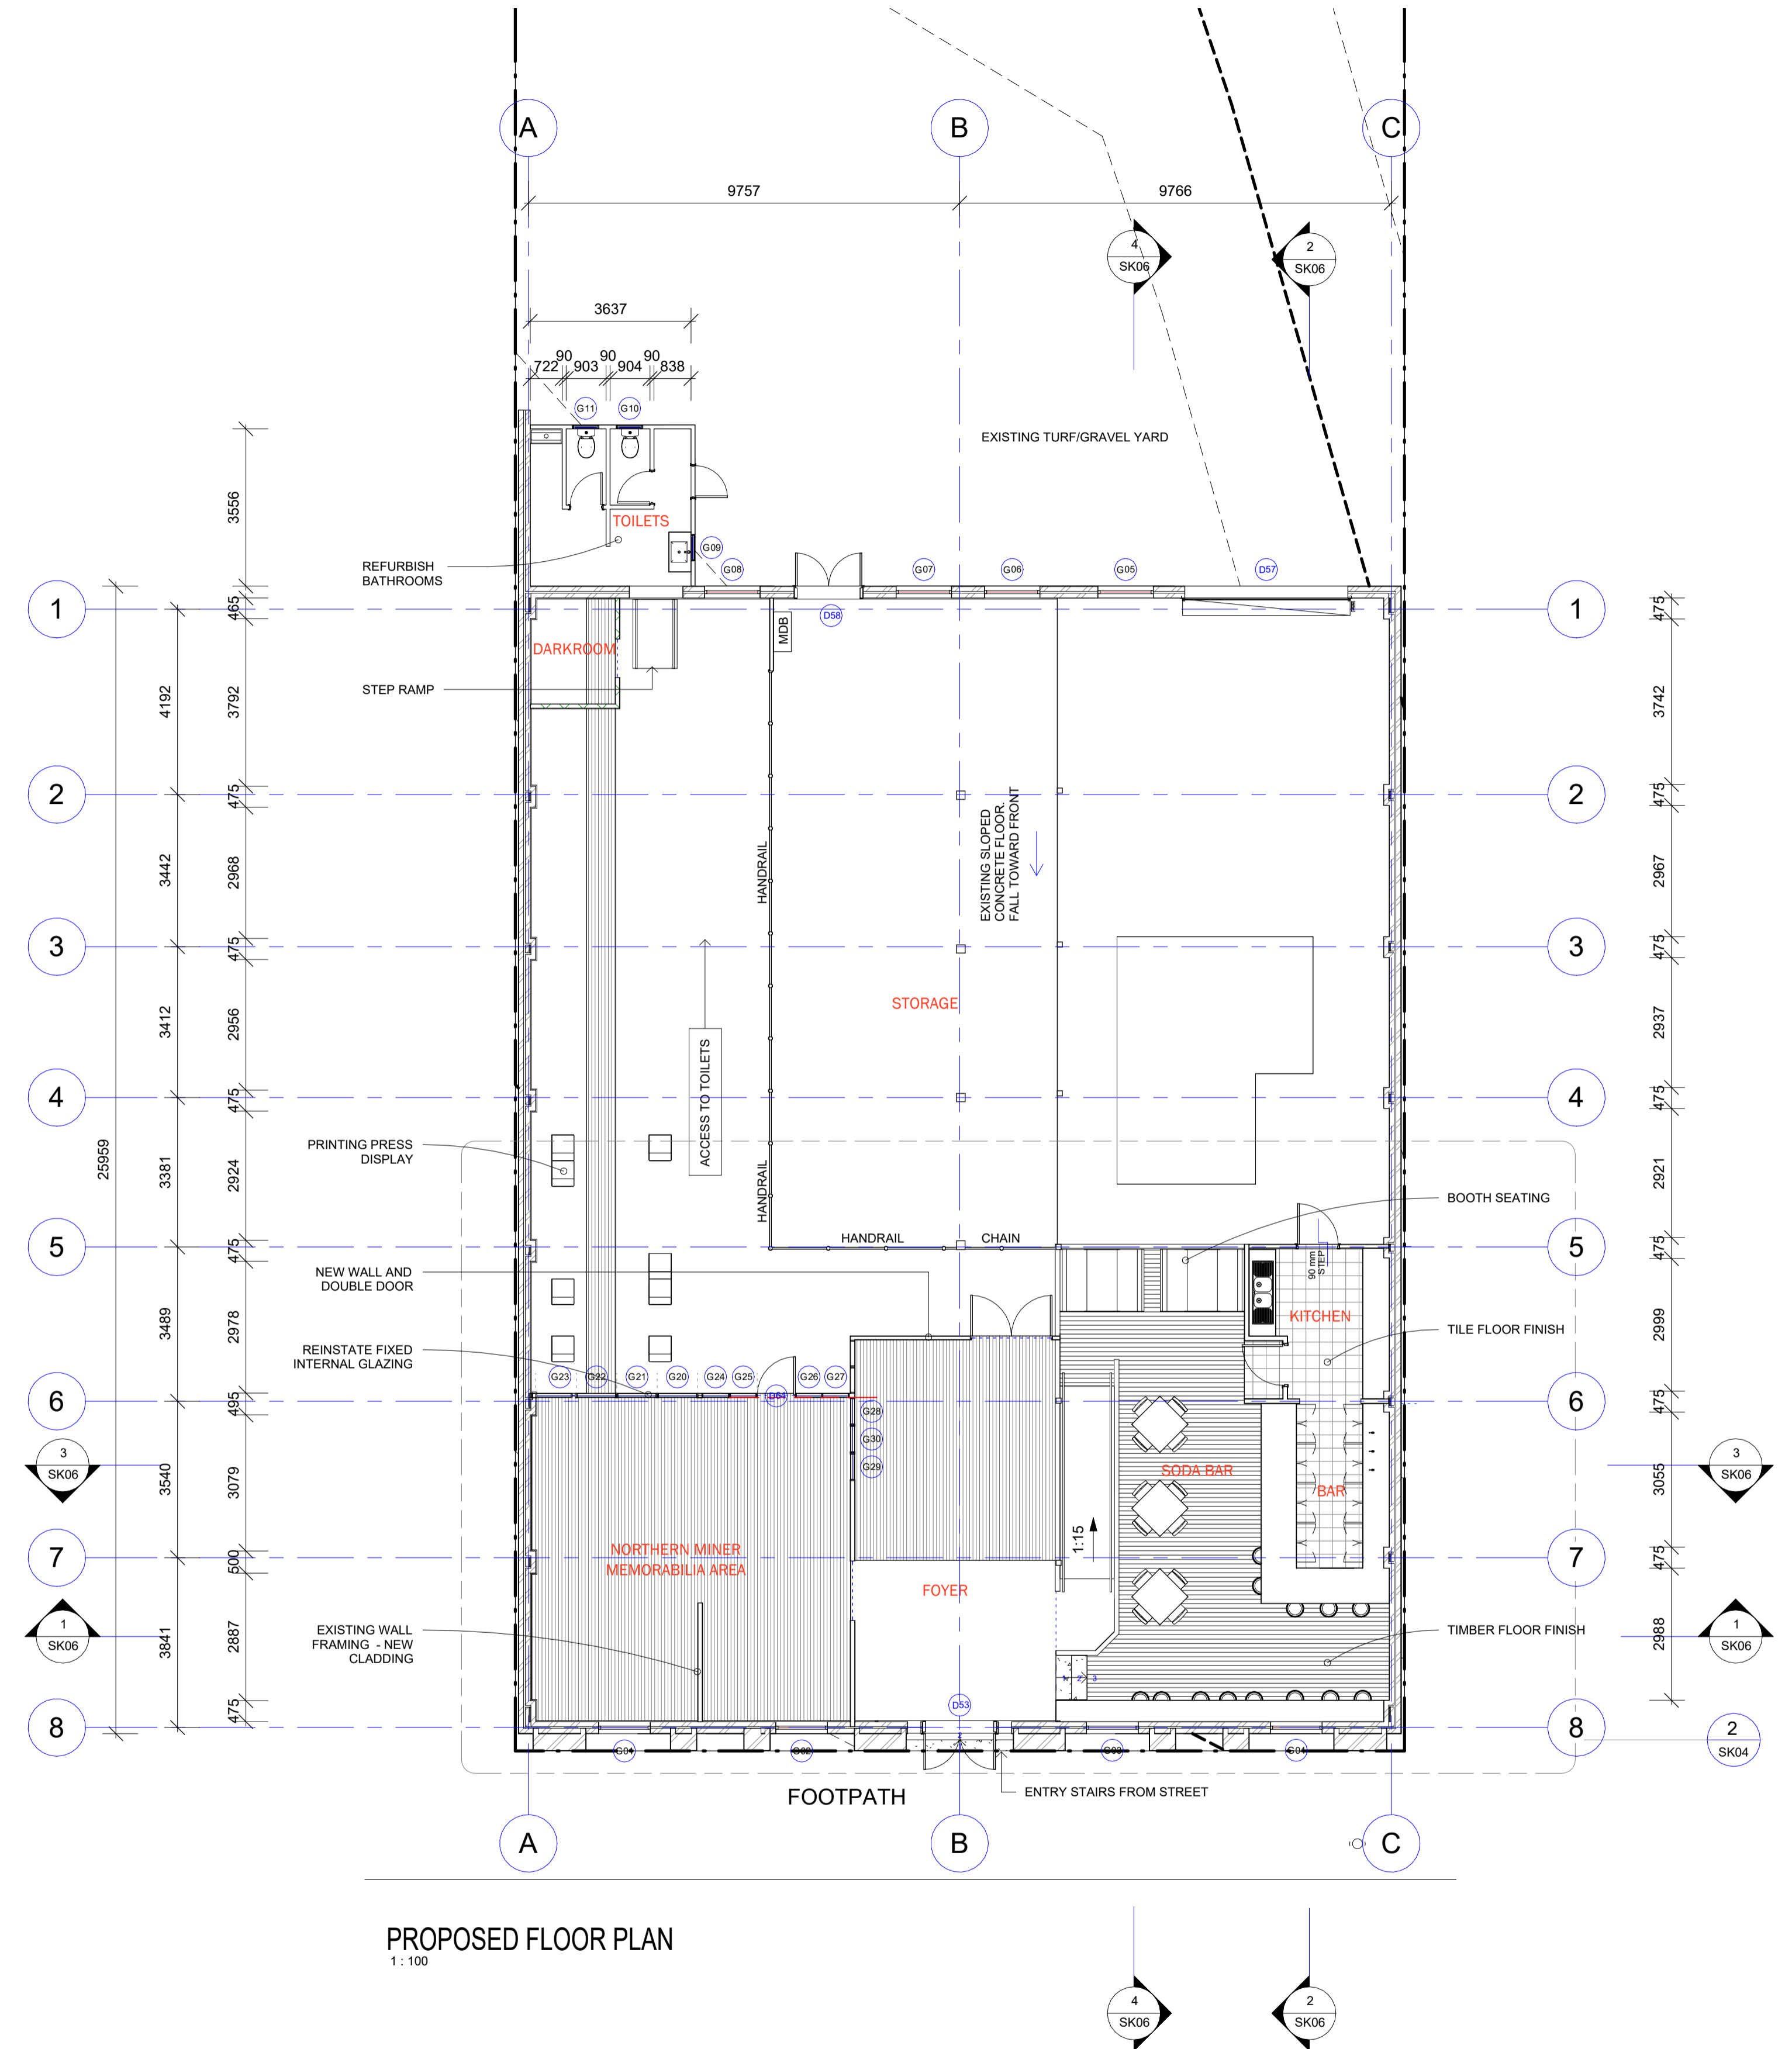 A
B
C
9757
9766
4
SK06
2
SK06
3637
90
90
90
722
903
904
838
G11
G10
EXISTING TURF/GRAVEL YARD
3556
TOILETS
REFURBISH
BATHROOMS
G09
G08
G07
G06
G05
D57
D58
MDB
1
465
475
1
DARKROOM
STEP RAMP
4192
3792
3742
2
475
475
2
EXISTING SLOPED
CONCRETE FLOOR.
FALL TOWARD FRONT
HANDRAIL
3442
2968
2967
3
475
475
3
STORAGE
3412
2956
2937
ACCESS TO TOILETS
4
475
475
4
25959
PRINTING PRESS
DISPLAY
3381
2924
2921
HANDRAIL
BOOTH SEATING
HANDRAIL
CHAIN
5
475
475
5
90 mm
STEP
NEW WALL AND
DOUBLE DOOR
KITCHEN
TILE FLOOR FINISH
3489
2978
2999
REINSTATE FIXED
INTERNAL GLAZING
G23
G22
G21
G20
G24
G25
G26
G27
D54
6
495
475
6
G28
G30
G29
3
SK06
3540
3079
SODA BAR
BAR
3055
3
SK06
1:15
7
500
475
7
NORTHERN MINER
MEMORABILIA AREA
FOYER
1
SK06
3841
2887
EXISTING WALL
FRAMING - NEW
CLADDING
TIMBER FLOOR FINISH
2988
1
SK06
2
3
D53
8
475
8
2
SK04
G02
G03
FOOTPATH
ENTRY STAIRS FROM STREET
A
B
C
PROPOSED FLOOR PLAN
1 : 100
4
SK06
2
SK06